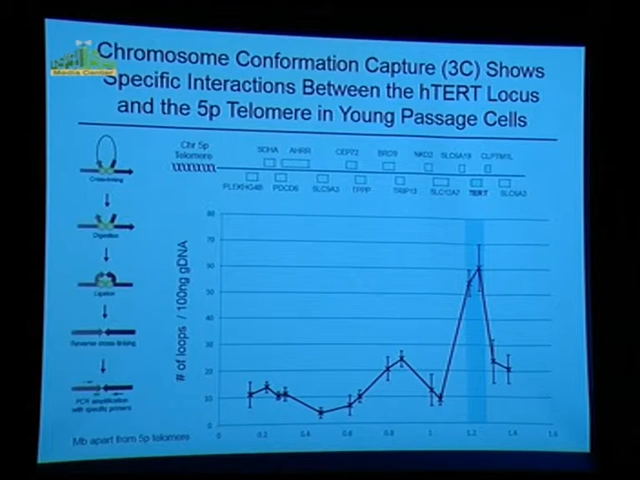 Media Center
Chromosome Conformation Capture (3C) Shows
Specific Interactions Between the hTERT Locus
and the 5p Telomere in Young Passage Cells
Chr 5p
Telomere
SDHA AHRR CEP72 BRD9 NKD2 SLC6A19 CLPTM1L
PLEKHG4B PDCD6 SLC9A3 TPPP TRIP13 SLC12A7 TERT SLC6A3
Cross-linking
Digestion
Ligation
Reverse cross-linking
PCR amplification
with specific primers
# of loops / 100ng gDNA
80
70
60
50
40
30
20
10
0
0 0.2 0.4 0.6 0.8 1 1.2 1.4 1.6
Mb apart from 5p telomere